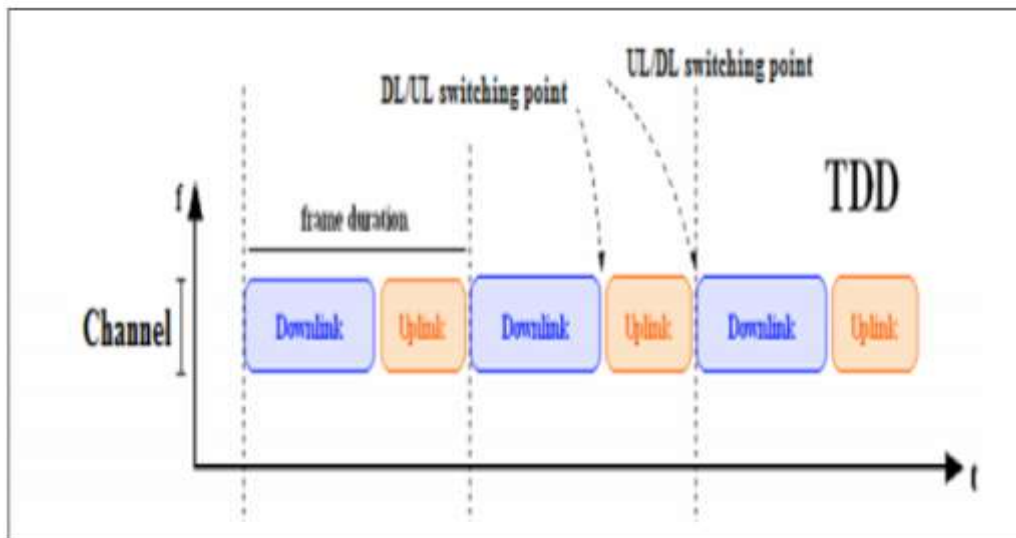 UL/DL switching point
DL/UL switching point
TDD
f
frame duration
Channel
Downlink Uplink Downlink Uplink Downlink Uplink
t